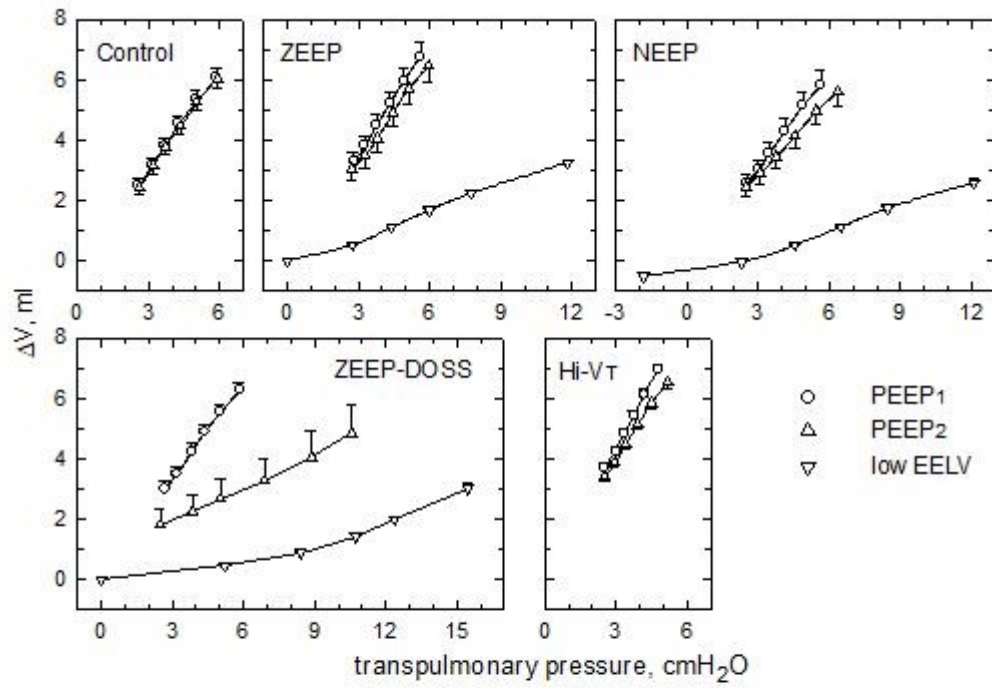 8
6
4
2
0
Control
0 3 6
ZEEP
0 3 6 9 12
NEEP
-3 0 3 6 9 12
ΔV, ml
8
6
4
2
0
ZEEP-DOSS
0 3 6 9 12 15
Hi-VT
0 3 6
PEEP1
PEEP2
low EELV
transpulmonary pressure, cmH2O